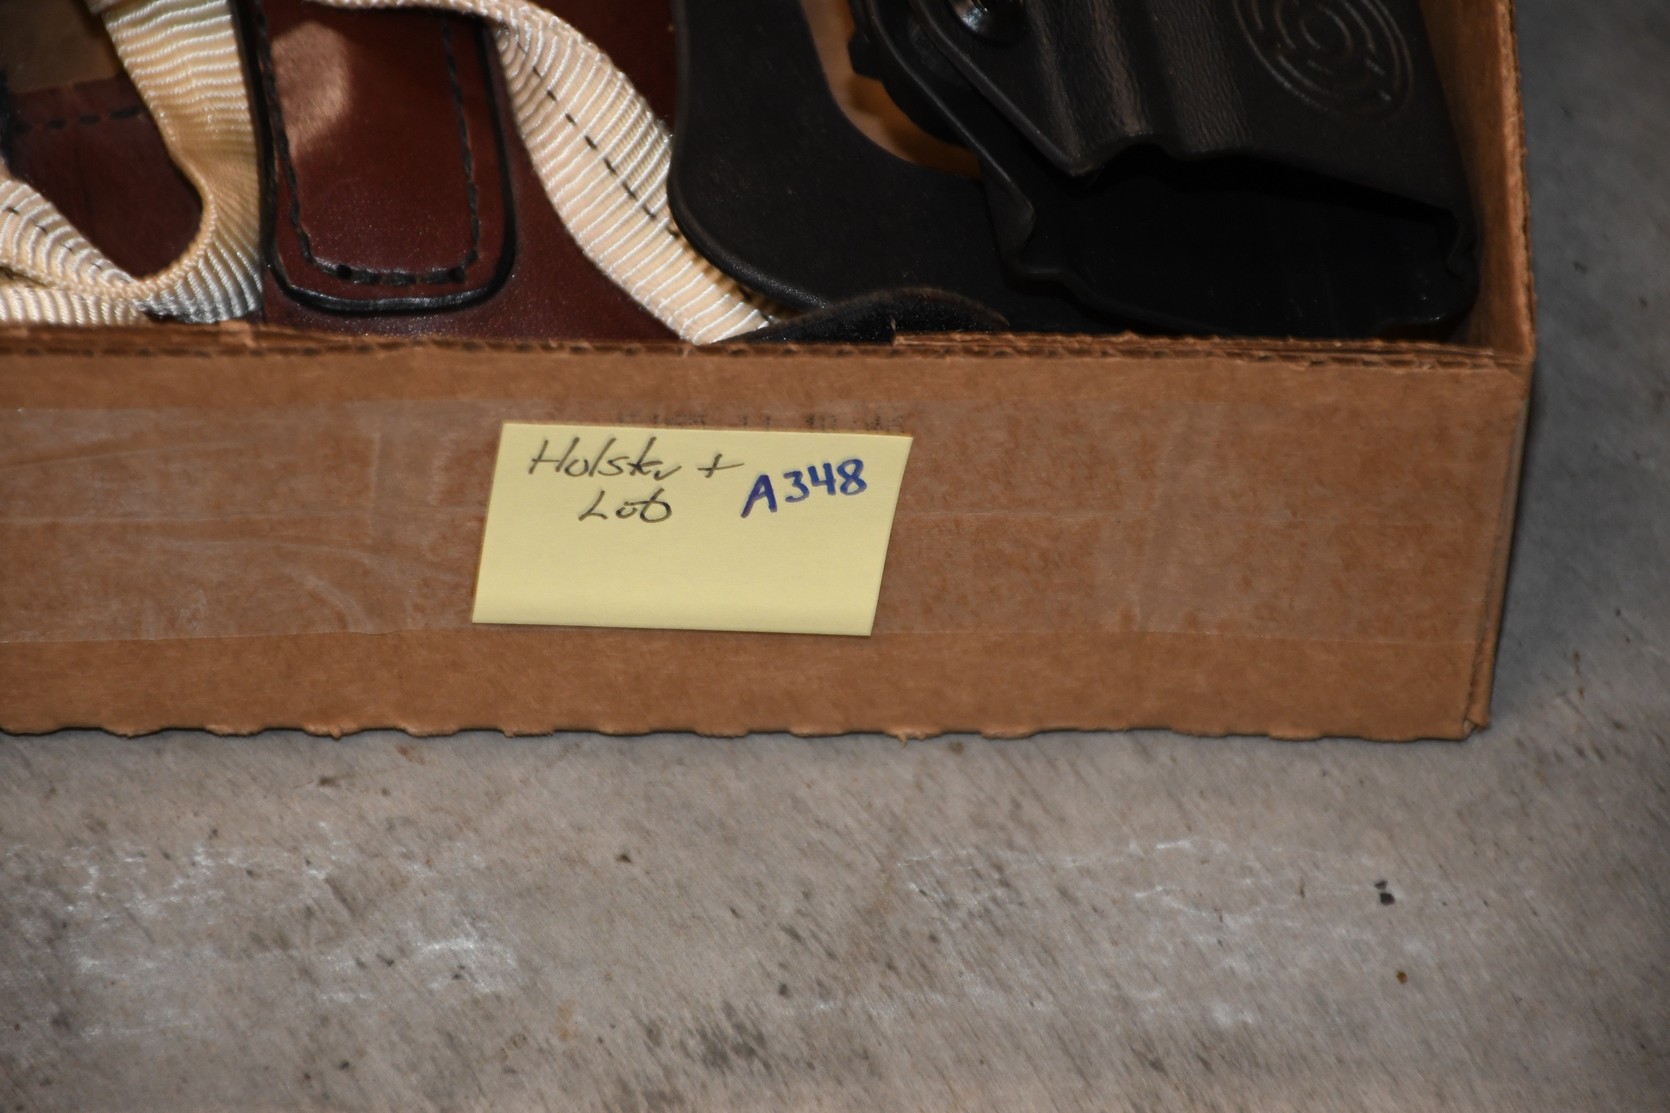 Holster +
Lot
A348